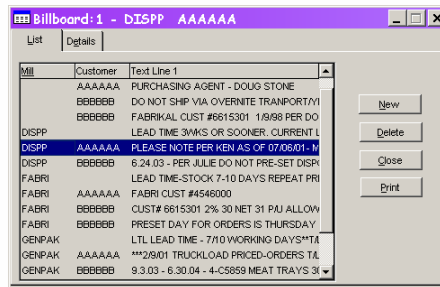 Billboard: 1 - DISPP AAAAAA
List Details
Mill Customer Text Line 1
AAAAAA PURCHASING AGENT - DOUG STONE
BBBBBB DO NOT SHIP VIA OVERNITE TRANPORT/YI
BBBBBB FABRIKAL CUST #6615301 1/9/98 PER DO
DISPP LEAD TIME 3WKS OR SOONER. CURRENT L
DISPP AAAAAA PLEASE NOTE PER KEN AS OF 07/06/01- M
DISPP BBBBBB 6.24.03 - PER JULIE DO NOT PRE-SET DISPO
FABRI LEAD TIME-STOCK 7-10 DAYS REPEAT PRI
FABRI AAAAAA FABRI CUST #4546000
FABRI BBBBBB CUST# 6615301 2% 30 NET 31 P/U ALLOW
FABRI BBBBBB PRESET DAY FOR ORDERS IS THURSDAY
GENPAK LTL LEAD TIME - 7/10 WORKING DAYS**T/L
GENPAK AAAAAA ***2/9/01 TRUCKLOAD PRICED-ORDERS T/L
GENPAK BBBBBB 9.3.03 - 6.30.04 - 4-C5859 MEAT TRAYS 30
New
Delete
Close
Print